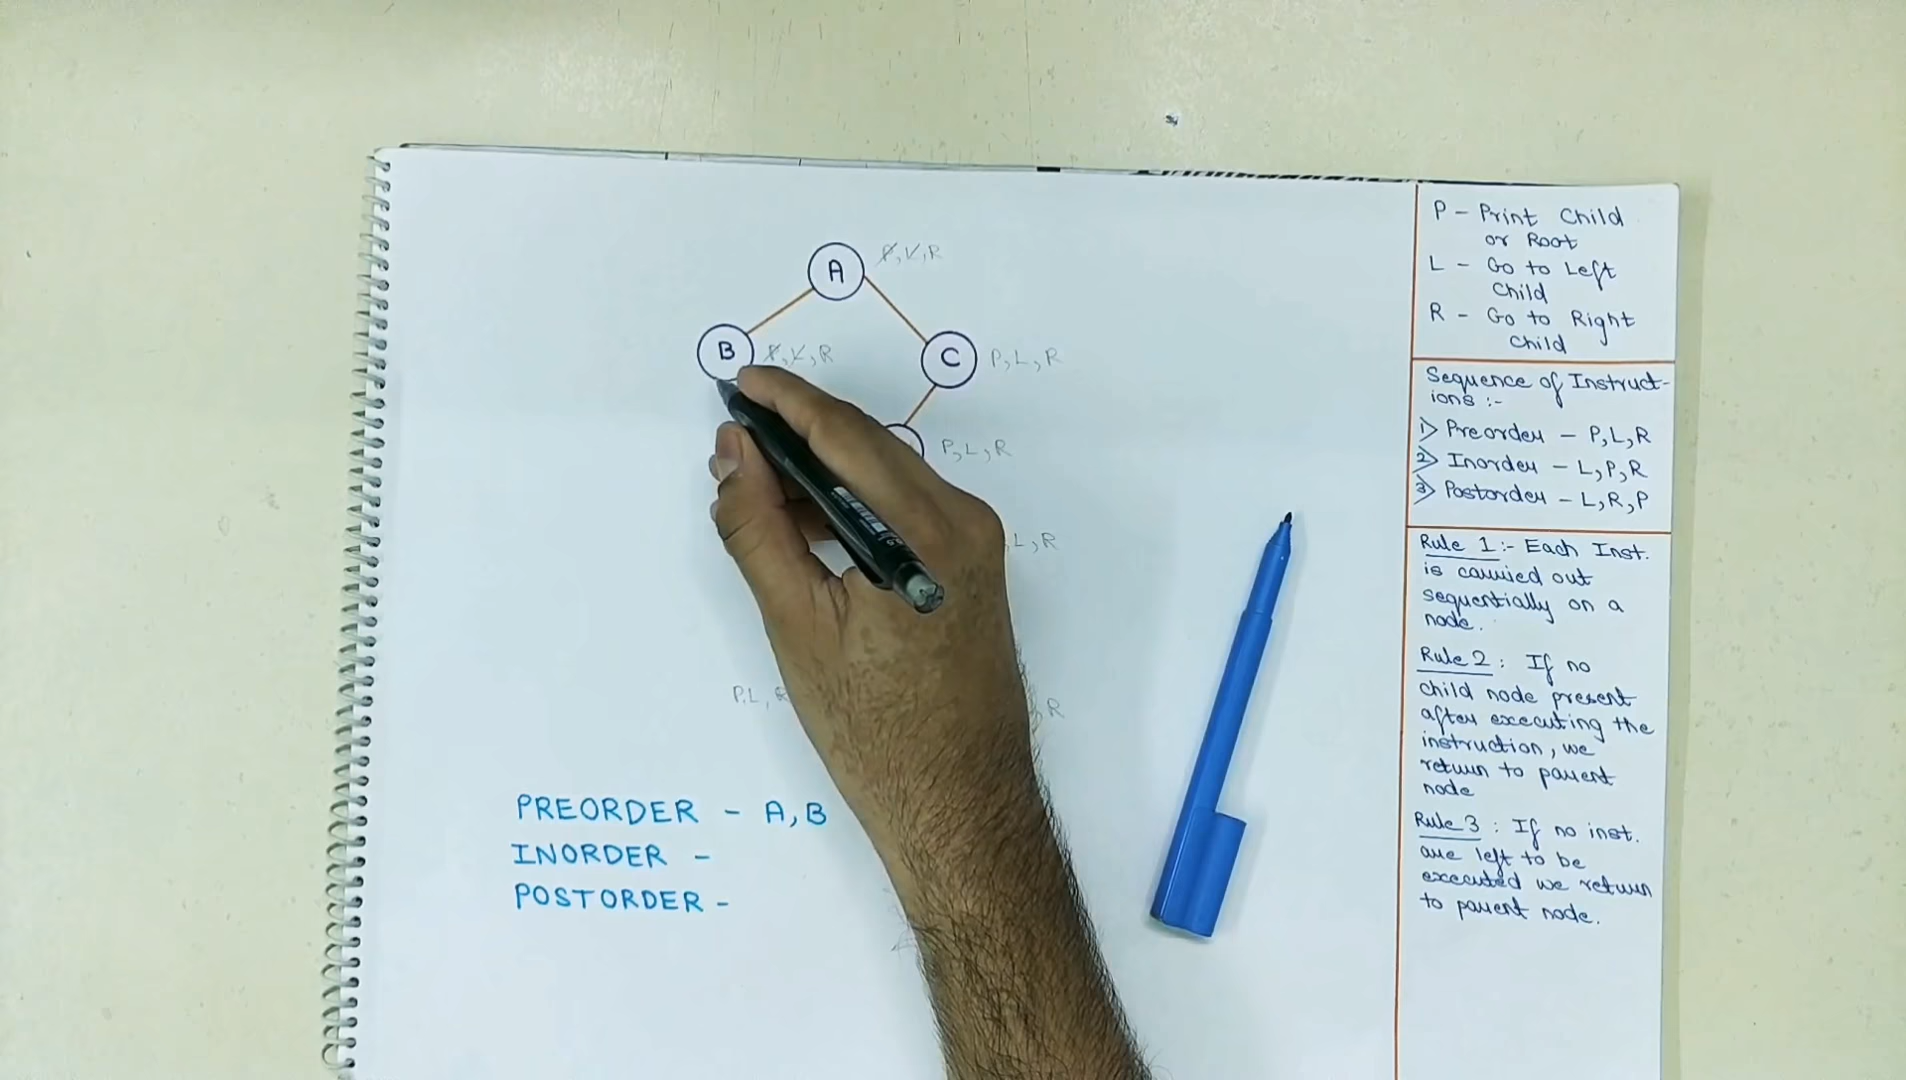 A P, L, R
B P, L, R
C P, L, R
P, L, R
, L, R
P, L, R
, R
PREORDER - A, B
INORDER -
POSTORDER -
P - Print Child
or Root
L - Go to Left
Child
R - Go to Right
Child
Sequence of Instruct-
ions :-
1> Preorder - P, L, R
2> Inorder - L, P, R
3> Postorder - L, R, P
Rule 1 :- Each Inst.
is carried out
sequentially on a
node.
Rule 2 : If no
child node present
after executing the
instruction, we
return to parent
node
Rule 3 : If no inst.
are left to be
executed we return
to parent node.